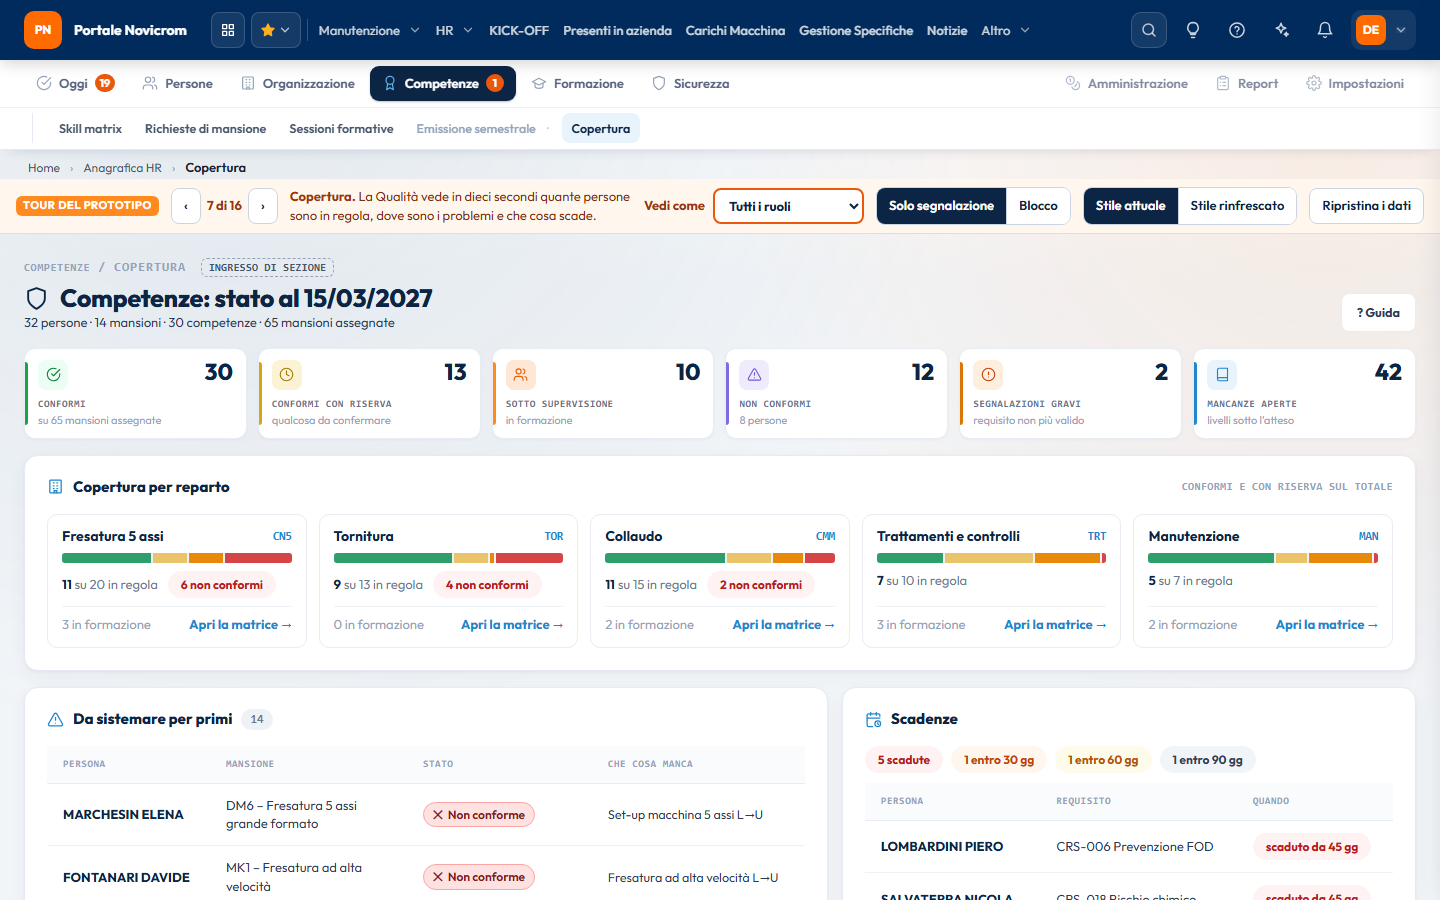 PN Portale Novicrom Manutenzione HR KICK-OFF Presenti in azienda Carichi Macchina Gestione Specifiche Notizie Altro DE
Oggi 19 Persone Organizzazione Competenze 1 Formazione Sicurezza Amministrazione Report Impostazioni
Skill matrix Richieste di mansione Sessioni formative Emissione semestrale · Copertura
Home › Anagrafica HR › Copertura
TOUR DEL PROTOTIPO ‹ 7 di 16 › Copertura. La Qualità vede in dieci secondi quante persone
sono in regola, dove sono i problemi e che cosa scade.
Vedi come Tutti i ruoli Solo segnalazione Blocco Stile attuale Stile rinfrescato Ripristina i dati
COMPETENZE / COPERTURA INGRESSO DI SEZIONE
Competenze: stato al 15/03/2027
32 persone · 14 mansioni · 30 competenze · 65 mansioni assegnate
? Guida
30 13 10 12 2 42
CONFORMI CONFORMI CON RISERVA SOTTO SUPERVISIONE NON CONFORMI SEGNALAZIONI GRAVI MANCANZE APERTE
su 65 mansioni assegnate qualcosa da confermare in formazione 8 persone requisito non più valido livelli sotto l'atteso
Copertura per reparto CONFORMI E CON RISERVA SUL TOTALE
Fresatura 5 assi CN5 Tornitura TOR Collaudo CMM Trattamenti e controlli TRT Manutenzione MAN
11 su 20 in regola 6 non conformi 9 su 13 in regola 4 non conformi 11 su 15 in regola 2 non conformi 7 su 10 in regola 5 su 7 in regola
3 in formazione Apri la matrice → 0 in formazione Apri la matrice → 2 in formazione Apri la matrice → 3 in formazione Apri la matrice → 2 in formazione Apri la matrice →
Da sistemare per primi 14
PERSONA MANSIONE STATO CHE COSA MANCA
MARCHESIN ELENA DM6 – Fresatura 5 assi grande formato Non conforme Set-up macchina 5 assi L→U
FONTANARI DAVIDE MK1 – Fresatura ad alta velocità Non conforme Fresatura ad alta velocità L→U
Scadenze
5 scadute 1 entro 30 gg 1 entro 60 gg 1 entro 90 gg
PERSONA REQUISITO QUANDO
LOMBARDINI PIERO CRS-006 Prevenzione FOD scaduto da 45 gg
SALVATERRA NICOLA CRS-018 Rischio chimico scaduto da 45 gg